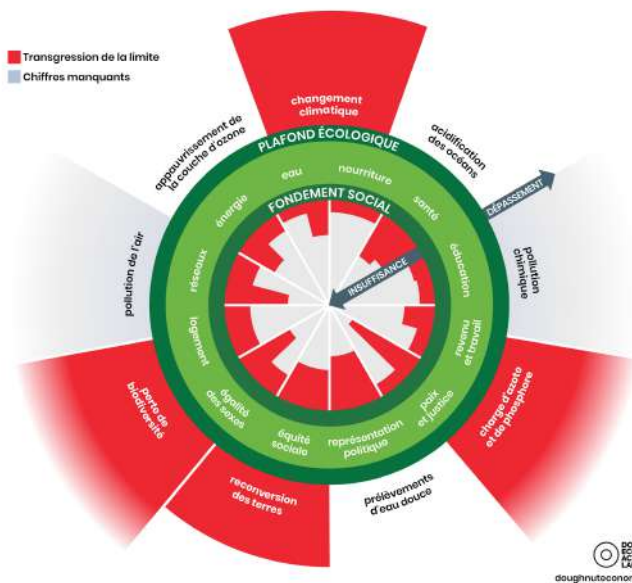 Transgression de la limite
Chiffres manquants
changement
climatique
appauvrissement de
la couche d'ozone
acidification
des océans
PLAFOND ÉCOLOGIQUE
énergie
eau
nourriture
santé
FONDEMENT SOCIAL
DÉPASSEMENT
INSUFFISANCE
pollution de l'air
réseaux
éducation
pollution
chimique
logement
revenu
et travail
égalité
des sexes
équité
sociale
représentation
politique
paix
et justice
perte de
biodiversité
charge d'azote
et de phosphore
reconversion
des terres
prélèvements
d'eau douce